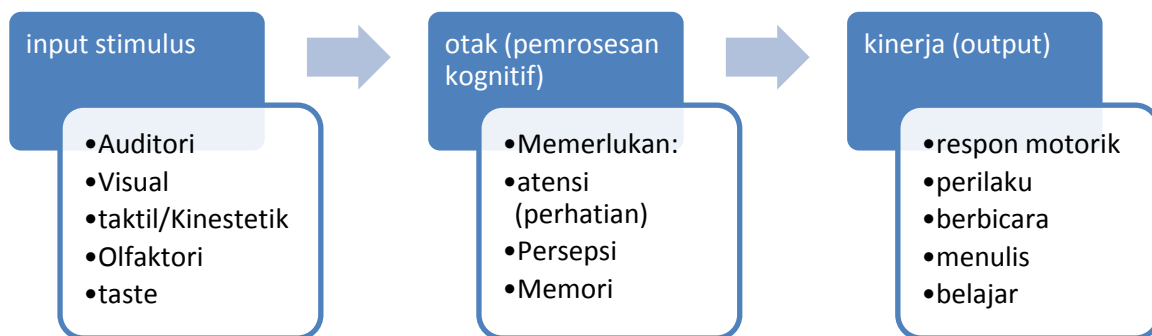 input stimulus
•Auditori
•Visual
•taktil/Kinestetik
•Olfaktori
•taste
otak (pemrosesan
kognitif)
•Memerlukan:
•atensi
(perhatian)
•Persepsi
•Memori
kinerja (output)
•respon motorik
•perilaku
•berbicara
•menulis
•belajar